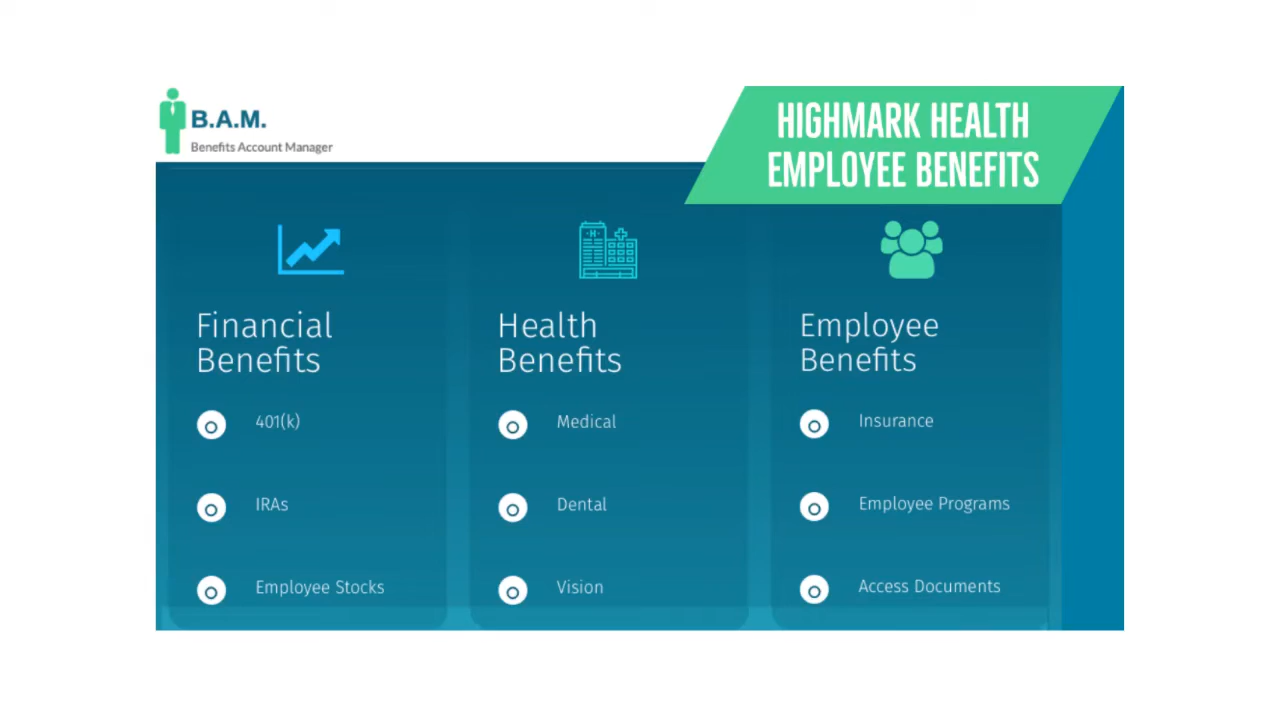 B.A.M.
Benefits Account Manager
HIGHMARK HEALTH
EMPLOYEE BENEFITS
Financial
Benefits
401(k)
IRAs
Employee Stocks
H
Health
Benefits
Medical
Dental
Vision
Employee
Benefits
Insurance
Employee Programs
Access Documents